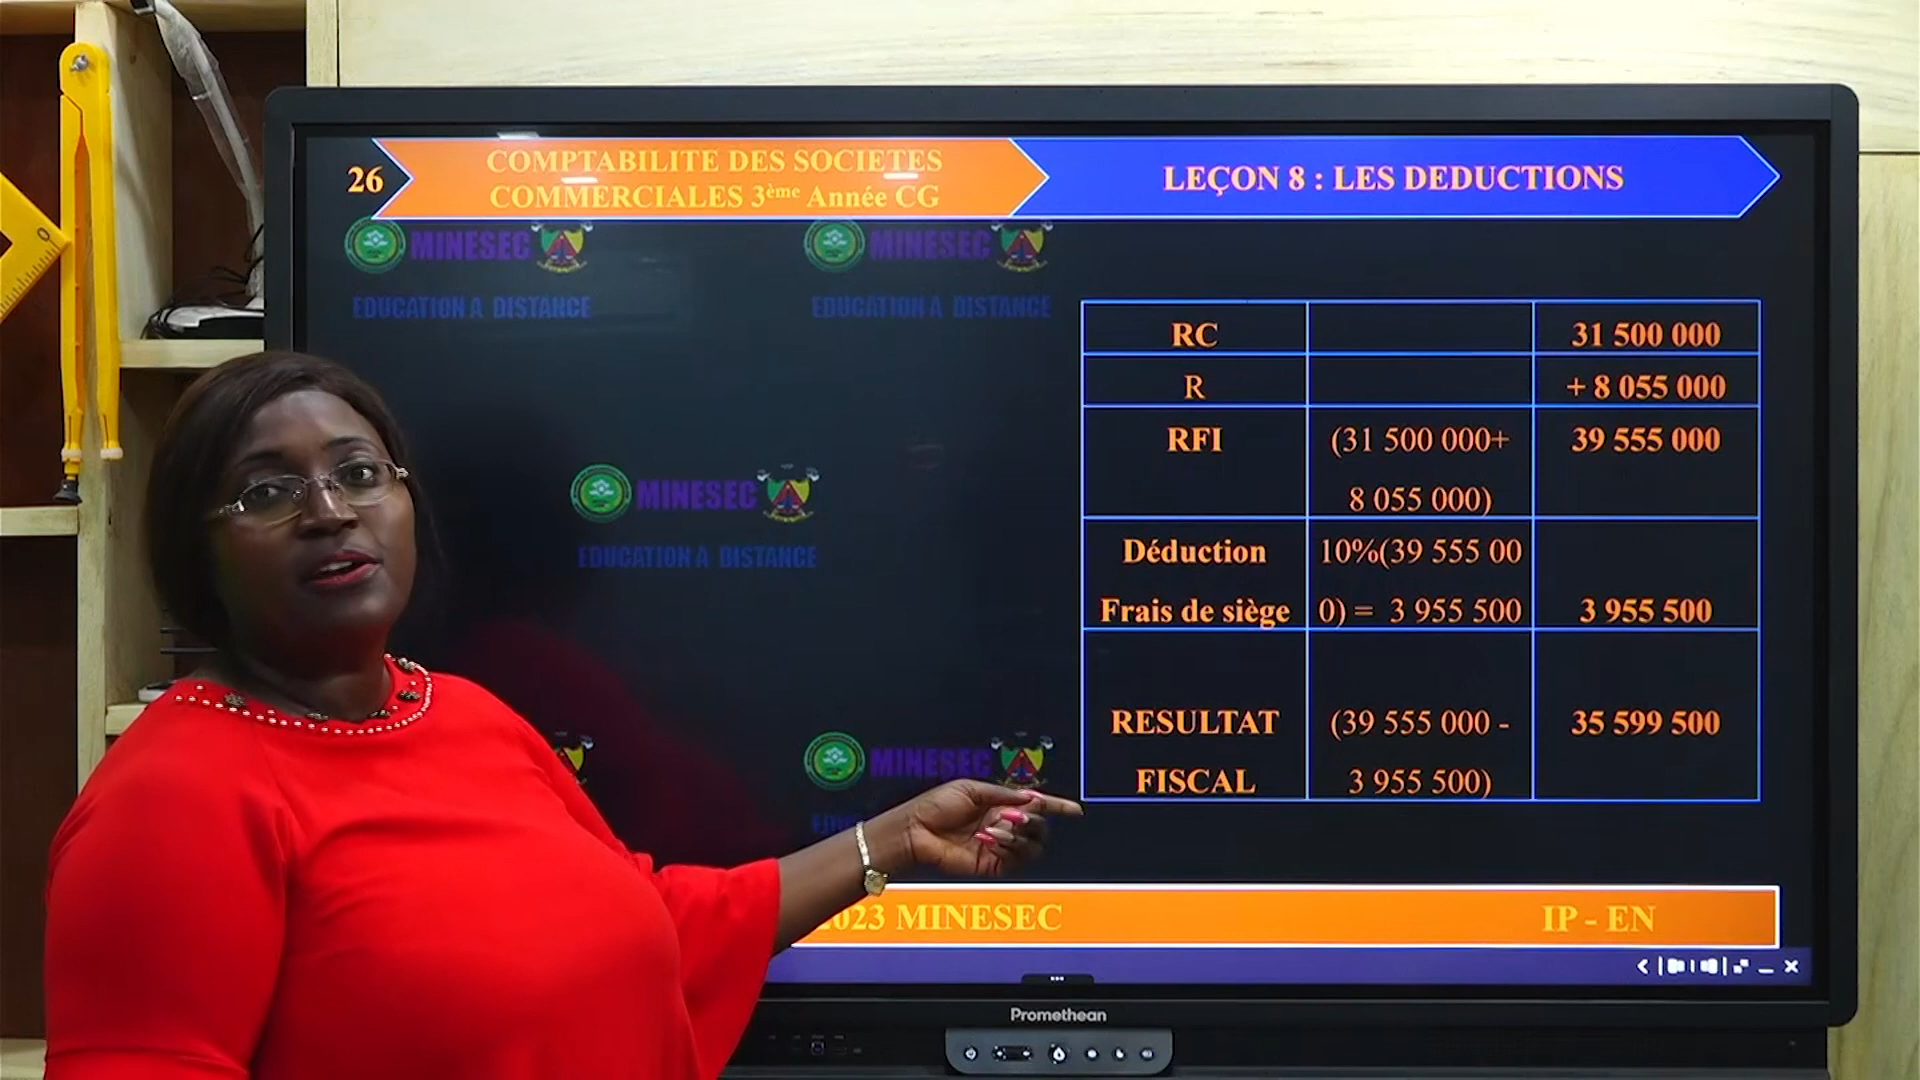 26
COMPTABILITE DES SOCIETES
COMMERCIALES 3ème Année CG
LEÇON 8 : LES DEDUCTIONS
MINESEC
EDUCATION A DISTANCE
MINESEC
EDUCATION A DISTANCE
MINESEC
EDUCATION A DISTANCE
MINESEC
RC
31 500 000
R
+ 8 055 000
RFI
(31 500 000+
8 055 000)
39 555 000
Déduction
Frais de siège
10%(39 555 00
0) = 3 955 500
3 955 500
RESULTAT
FISCAL
(39 555 000 -
3 955 500)
35 599 500
2023 MINESEC
IP - EN
Promethean
0